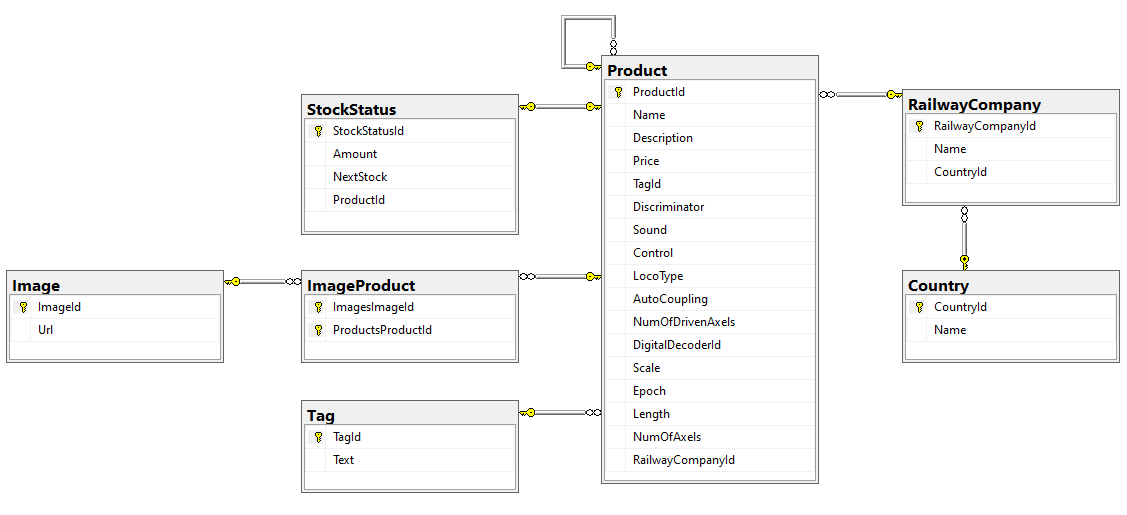 Product
ProductId
Name
Description
Price
TagId
Discriminator
Sound
Control
LocoType
AutoCoupling
NumOfDrivenAxels
DigitalDecoderId
Scale
Epoch
Length
NumOfAxels
RailwayCompanyId
StockStatus
StockStatusId
Amount
NextStock
ProductId
RailwayCompany
RailwayCompanyId
Name
CountryId
Image
ImageId
Url
ImageProduct
ImagesImageId
ProductsProductId
Country
CountryId
Name
Tag
TagId
Text